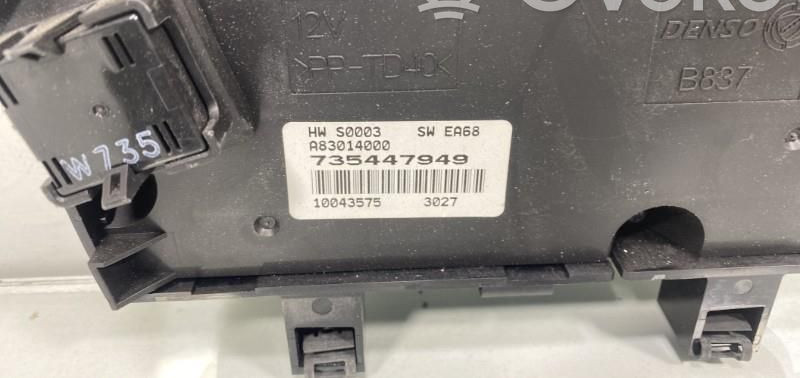 DENSO
12V
>PP-TD40<
B837
W735
HW S0003 SW EA68
A83014000
735447949
10043575 3027